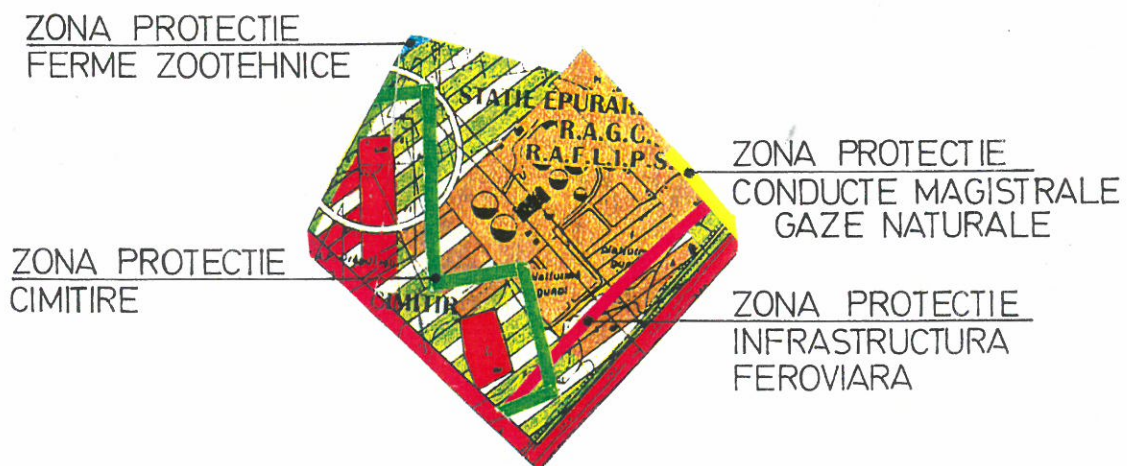 ZONA PROTECTIE
FERME ZOOTEHNICE
STATIE EPURAR
R.A.G.C.
R.A.F.L.I.P.S.
ZONA PROTECTIE
CONDUCTE MAGISTRALE
GAZE NATURALE
ZONA PROTECTIE
CIMITIRE
CIMITIR
ZONA PROTECTIE
INFRASTRUCTURA
FEROVIARA